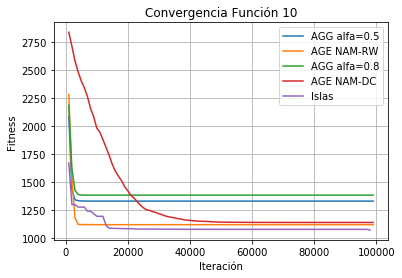 Convergencia Función 10
AGG alfa=0.5
AGE NAM-RW
AGG alfa=0.8
AGE NAM-DC
Islas
Fitness
2750
2500
2250
2000
1750
1500
1250
1000
0 20000 40000 60000 80000 100000
Iteración